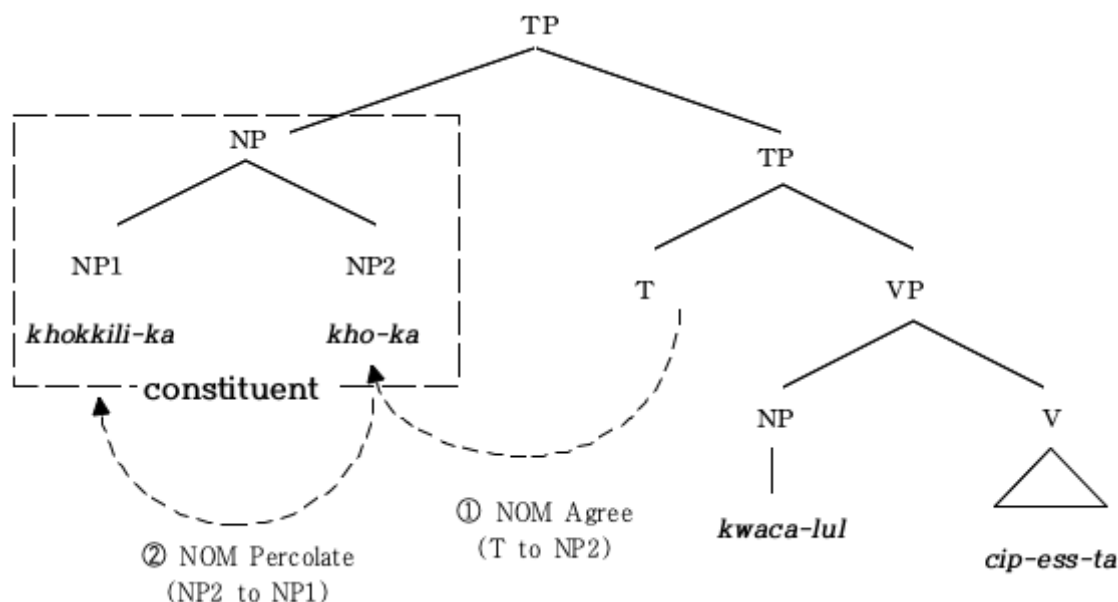 TP
NP TP
NP1 NP2 T VP
khokkili-ka kho-ka
constituent
NP V
① NOM Agree
(T to NP2)
kwaca-lul
② NOM Percolate
(NP2 to NP1)
cip-ess-ta